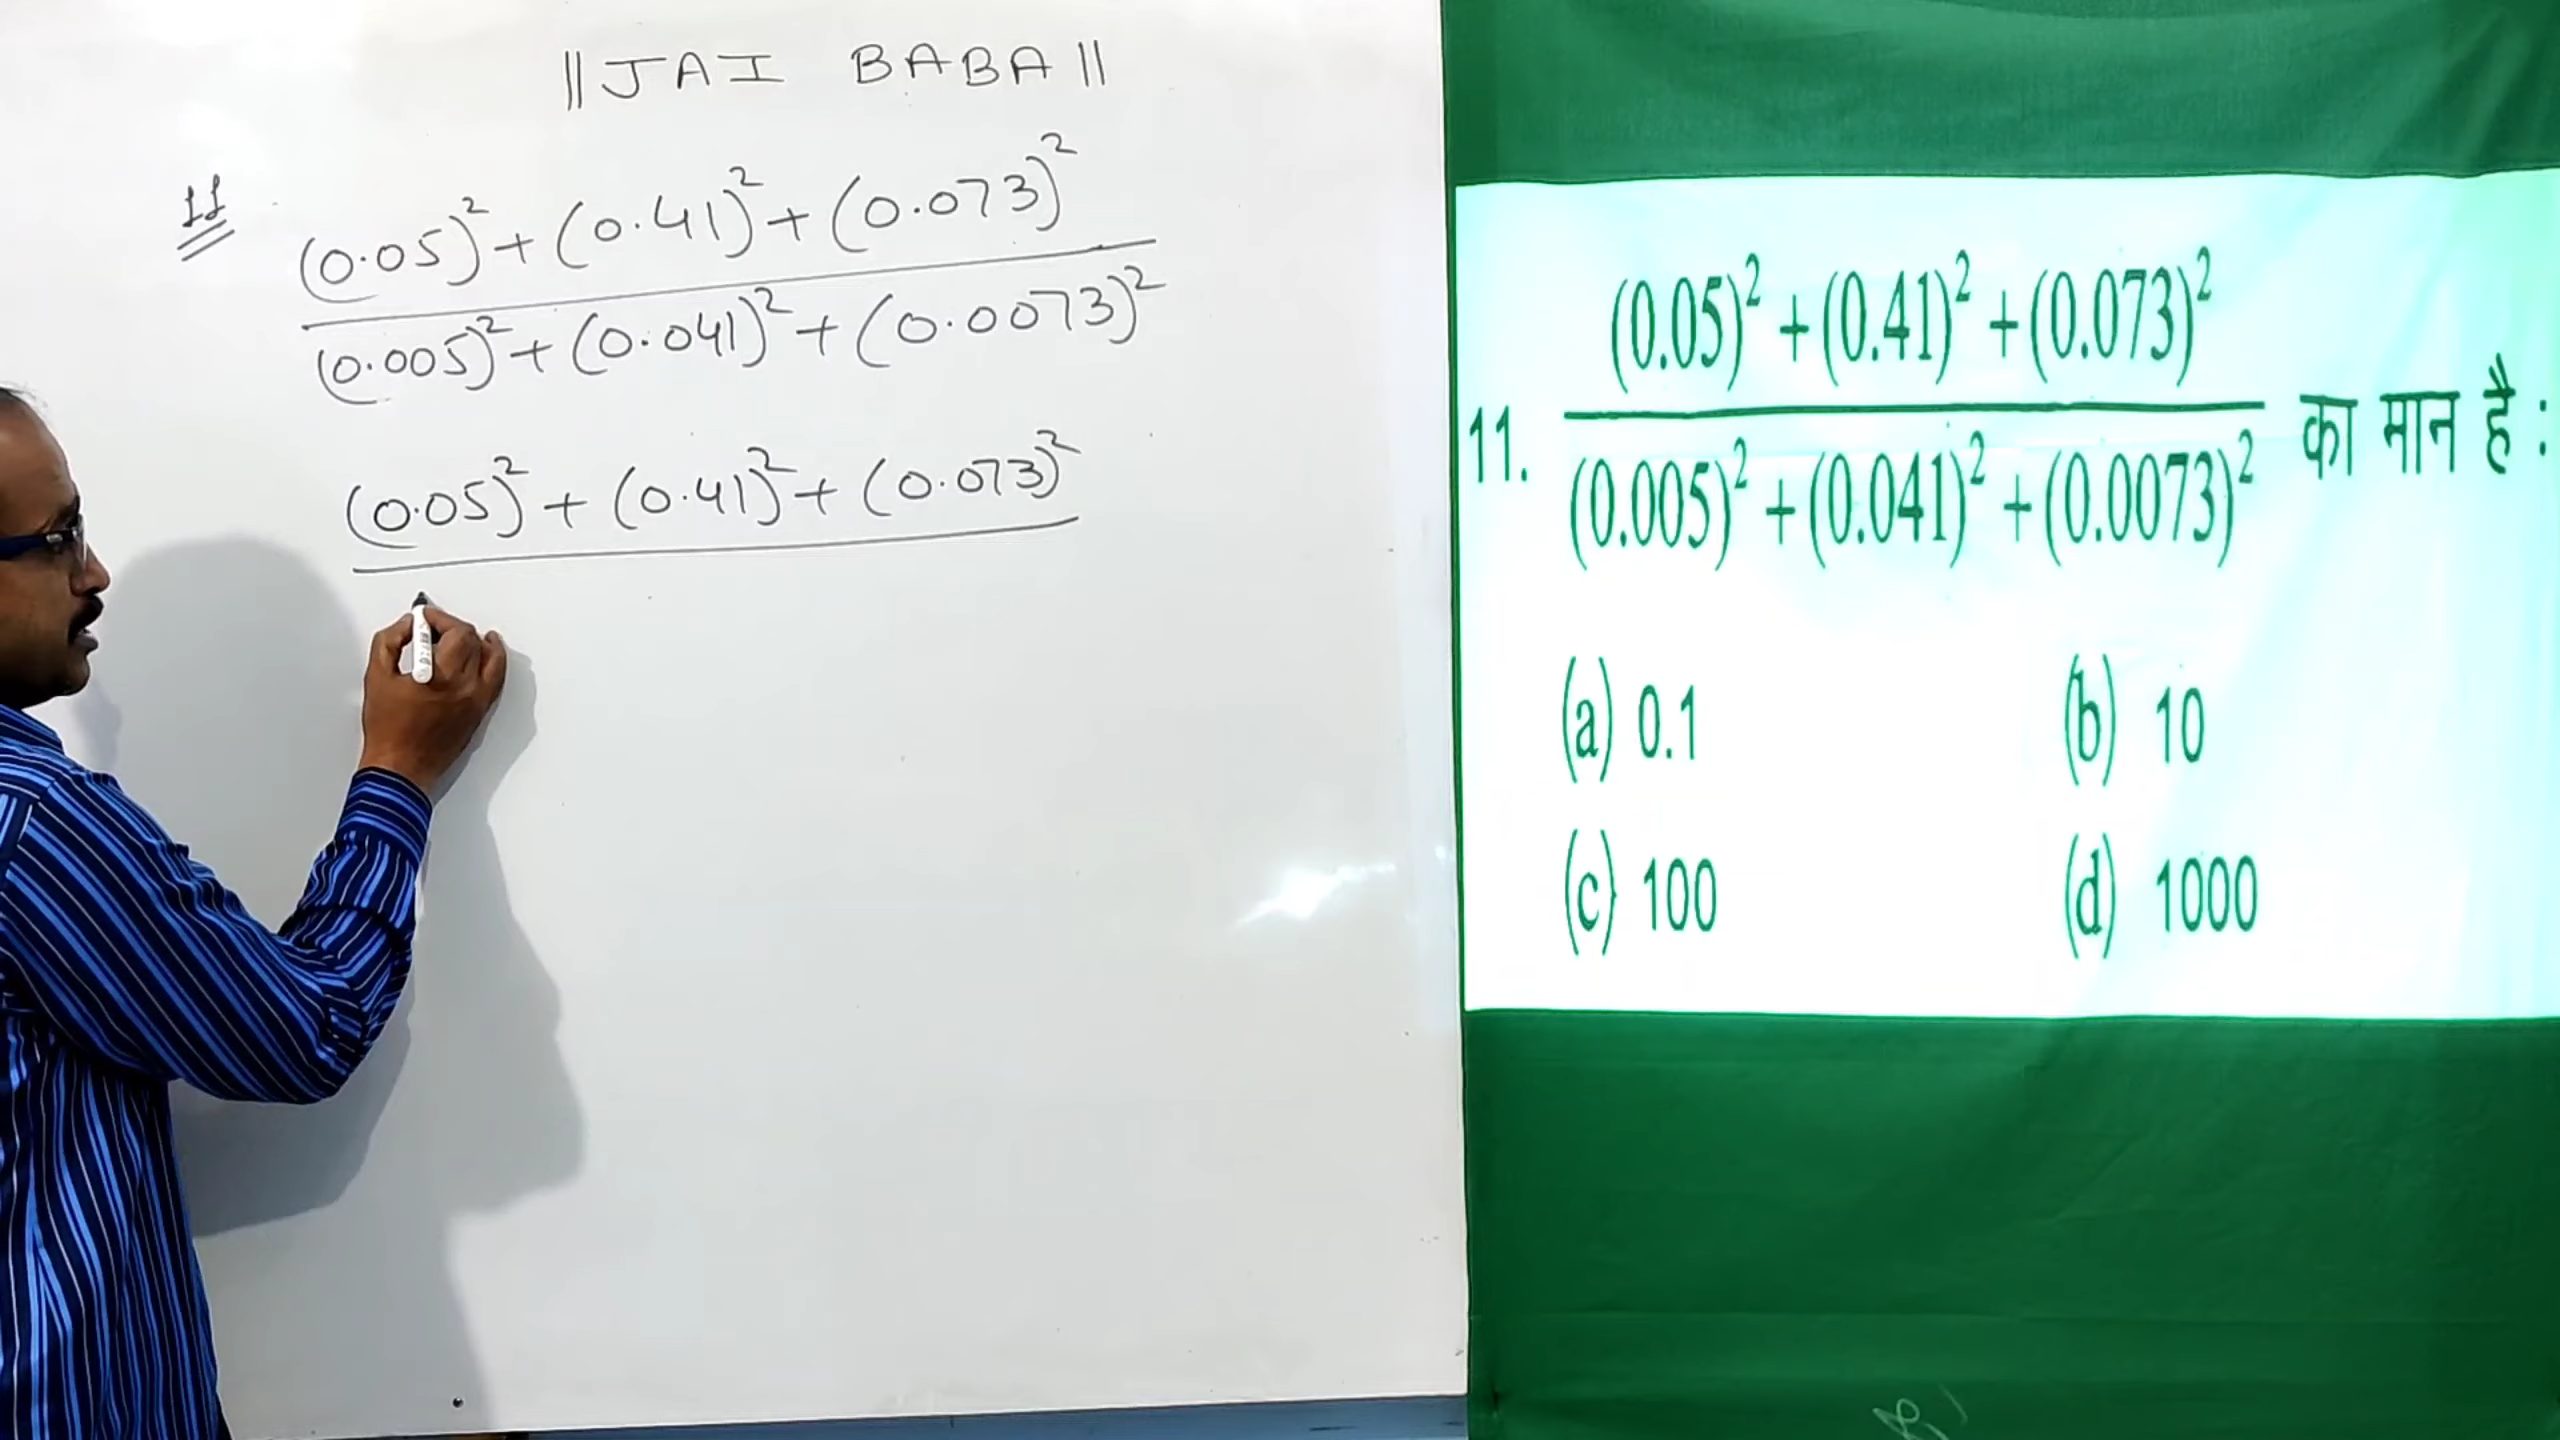 ||JAI BABA||
11
(0.05)² + (0.41)² + (0.073)²
(0.005)² + (0.041)² + (0.0073)²
(0.05)² + (0.41)² + (0.073)²
(0.05)² + (0.41)² + (0.073)²
11. का मान है :
(0.005)² + (0.041)² + (0.0073)²
(a) 0.1 (b) 10
(c) 100 (d) 1000